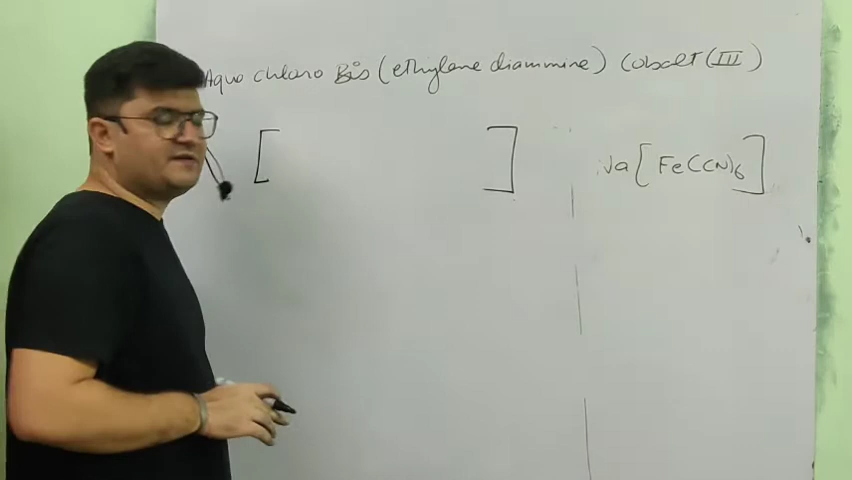 Aquo chloro Bis (ethylene diammine) Cobalt (III)
[ ]
Na [Fe(CN)6]